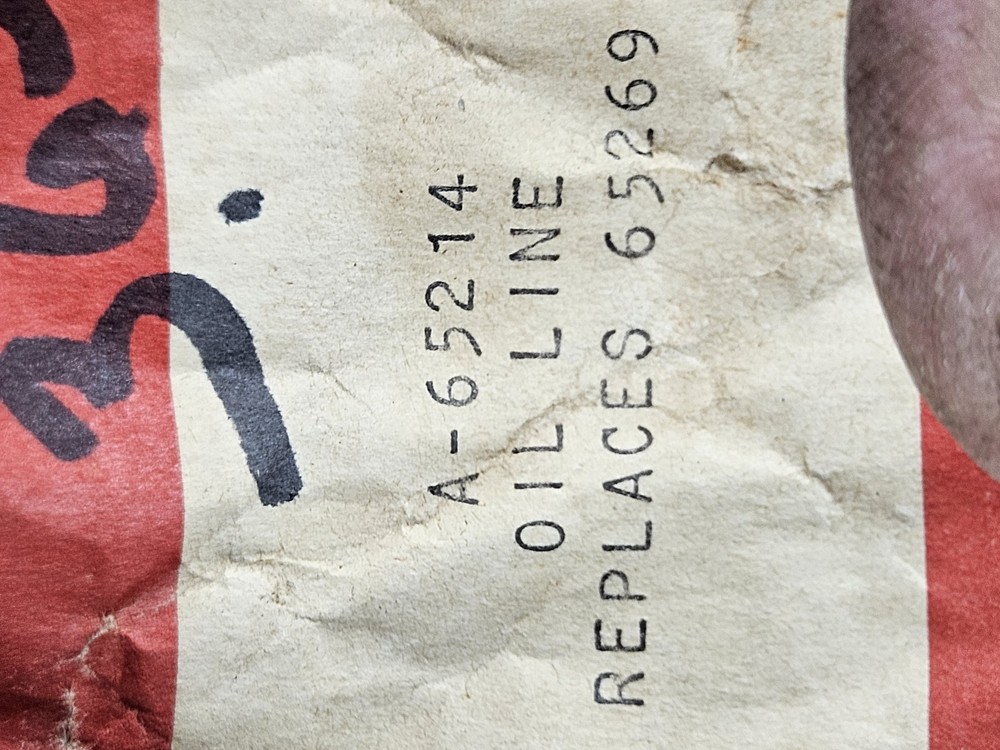 A-65214
OIL LINE
REPLACES 65269